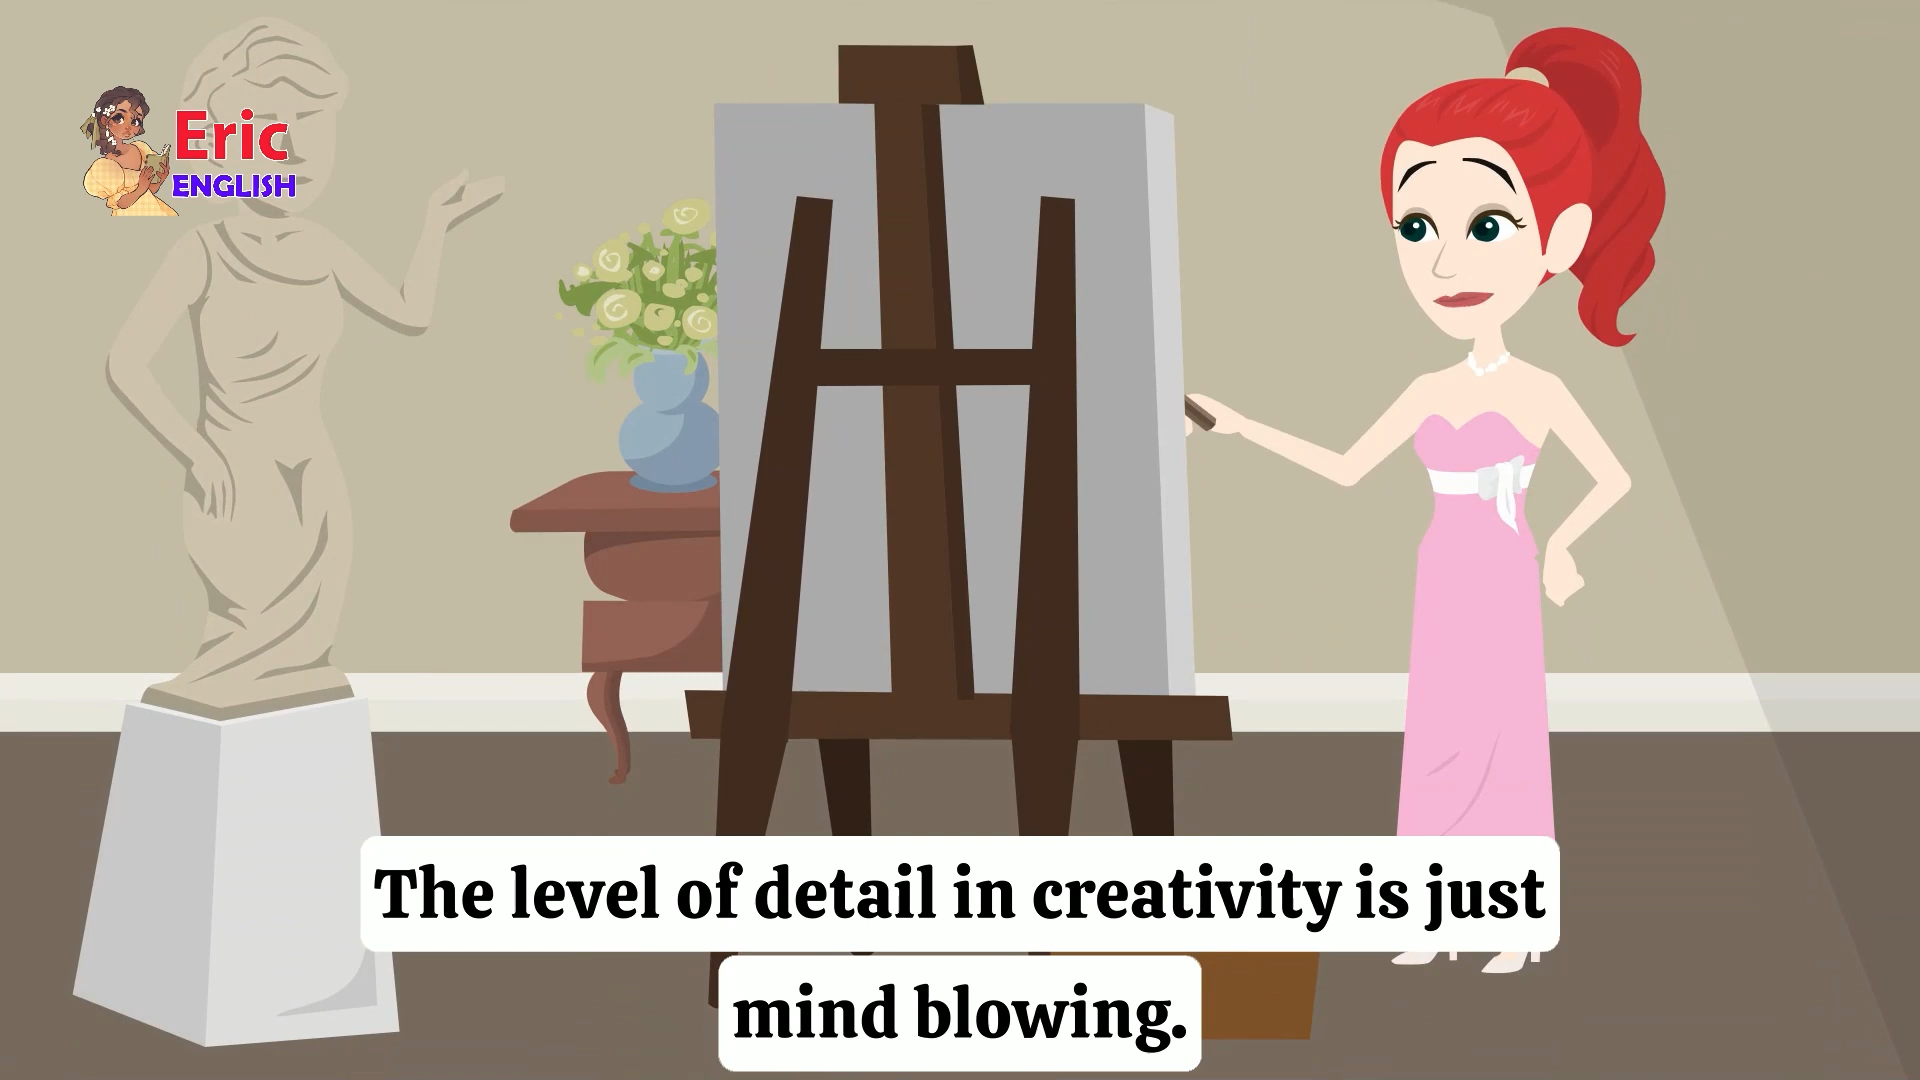 Eric
ENGLISH
The level of detail in creativity is just
mind blowing.